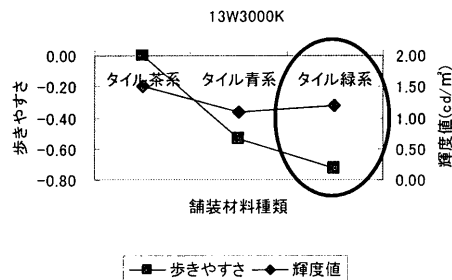 13W3000K
0.00
-0.20
-0.40
-0.60
-0.80
歩きやすさ
タイル茶系 タイル青系 タイル緑系
2.00
1.50
1.00
0.50
0.00
輝度値(cd/㎡)
舗装材料種類
歩きやすさ 輝度値